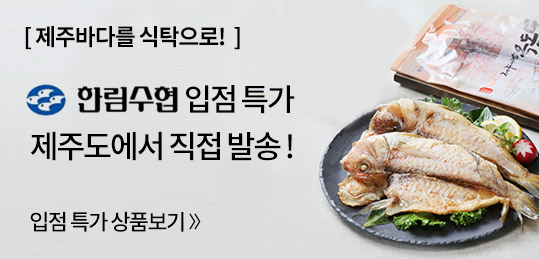 [ 제주바다를 식탁으로! ]
한림수협 입점 특가
제주도에서 직접 발송 !
입점 특가 상품보기 》